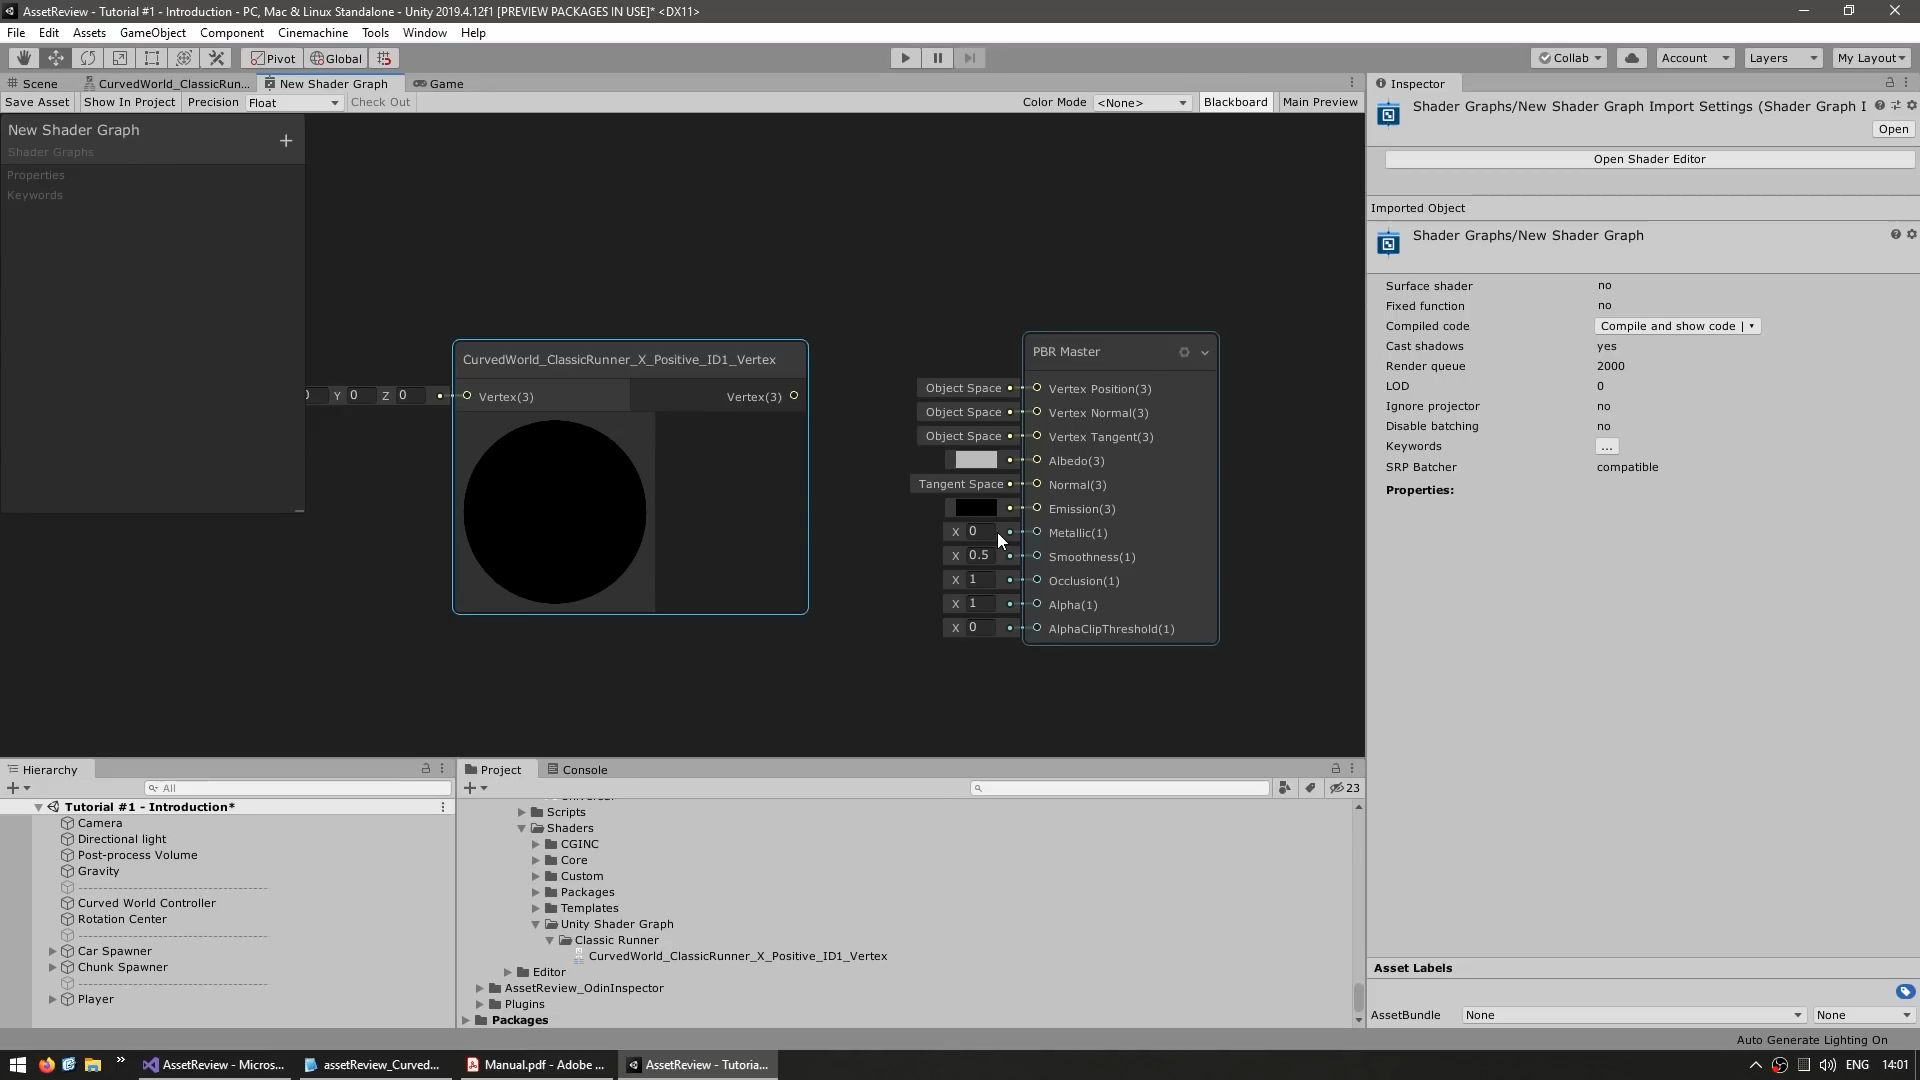 AssetReview - Tutorial #1 - Introduction - PC, Mac & Linux Standalone - Unity 2019.4.12f1 [PREVIEW PACKAGES IN USE]* <DX11>
File Edit Assets GameObject Component Cinemachine Tools Window Help
Pivot Global Collab Account Layers My Layout
Scene CurvedWorld_ClassicRun... New Shader Graph Game Inspector
Save Asset Show In Project Precision Float Check Out Color Mode <None> Blackboard Main Preview
Shader Graphs/New Shader Graph Import Settings (Shader Graph I
Open
Open Shader Editor
Imported Object
Shader Graphs/New Shader Graph
Surface shader no
Fixed function no
Compiled code Compile and show code |
Cast shadows yes
Render queue 2000
LOD 0
Ignore projector no
Disable batching no
Keywords ...
SRP Batcher compatible
Properties:
New Shader Graph
Shader Graphs
Properties
Keywords
CurvedWorld_ClassicRunner_X_Positive_ID1_Vertex
Y 0 Z 0 Vertex(3) Vertex(3)
PBR Master
Object Space Vertex Position(3)
Object Space Vertex Normal(3)
Object Space Vertex Tangent(3)
Albedo(3)
Tangent Space Normal(3)
Emission(3)
X 0 Metallic(1)
X 0.5 Smoothness(1)
X 1 Occlusion(1)
X 1 Alpha(1)
X 0 AlphaClipThreshold(1)
Hierarchy
All
Tutorial #1 - Introduction*
Camera
Directional light
Post-process Volume
Gravity
Curved World Controller
Rotation Center
Car Spawner
Chunk Spawner
Player
Project Console
23
Scripts
Shaders
CGINC
Core
Custom
Packages
Templates
Unity Shader Graph
Classic Runner
CurvedWorld_ClassicRunner_X_Positive_ID1_Vertex
Editor
AssetReview_OdinInspector
Plugins
Packages
Asset Labels
AssetBundle None None
Auto Generate Lighting On
AssetReview - Micros... assetReview_Curved... Manual.pdf - Adobe ... AssetReview - Tutoria... ENG 14:01